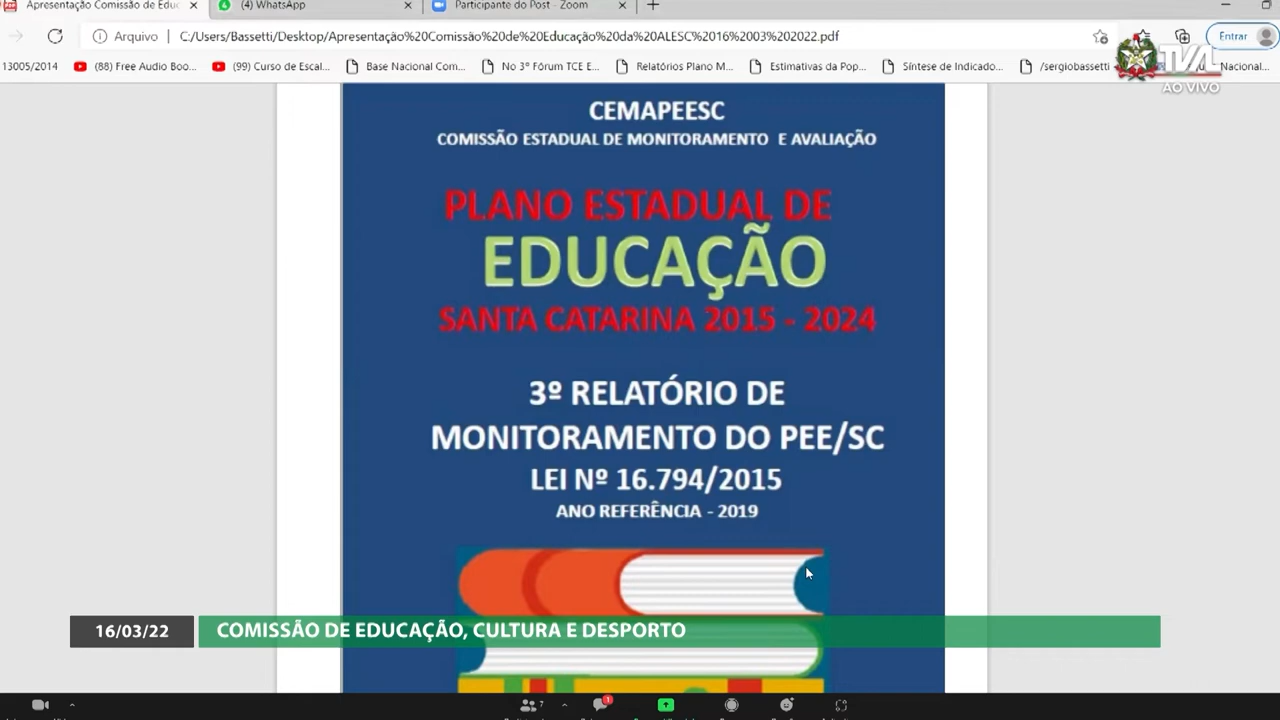 Apresentação Comissão de Educ
(4) WhatsApp
Participante do Post - Zoom
Arquivo
C:/Users/Bassetti/Desktop/Apresentação%20Comissão%20de%20Educação%20da%20ALESC%2016%2003%202022.pdf
Entrar
13005/2014
(88) Free Audio Boo...
(99) Curso de Escal...
Base Nacional Com...
No 3º Fórum TCE E...
Relatórios Plano M...
Estimativas da Pop...
Síntese de Indicado...
/sergiobassetti
Nacional...
TVAL
AO VIVO
CEMAPEESC
COMISSÃO ESTADUAL DE MONITORAMENTO E AVALIAÇÃO
PLANO ESTADUAL DE
EDUCAÇÃO
SANTA CATARINA 2015 - 2024
3º RELATÓRIO DE
MONITORAMENTO DO PEE/SC
LEI Nº 16.794/2015
ANO REFERÊNCIA - 2019
16/03/22
COMISSÃO DE EDUCAÇÃO, CULTURA E DESPORTO
7
1